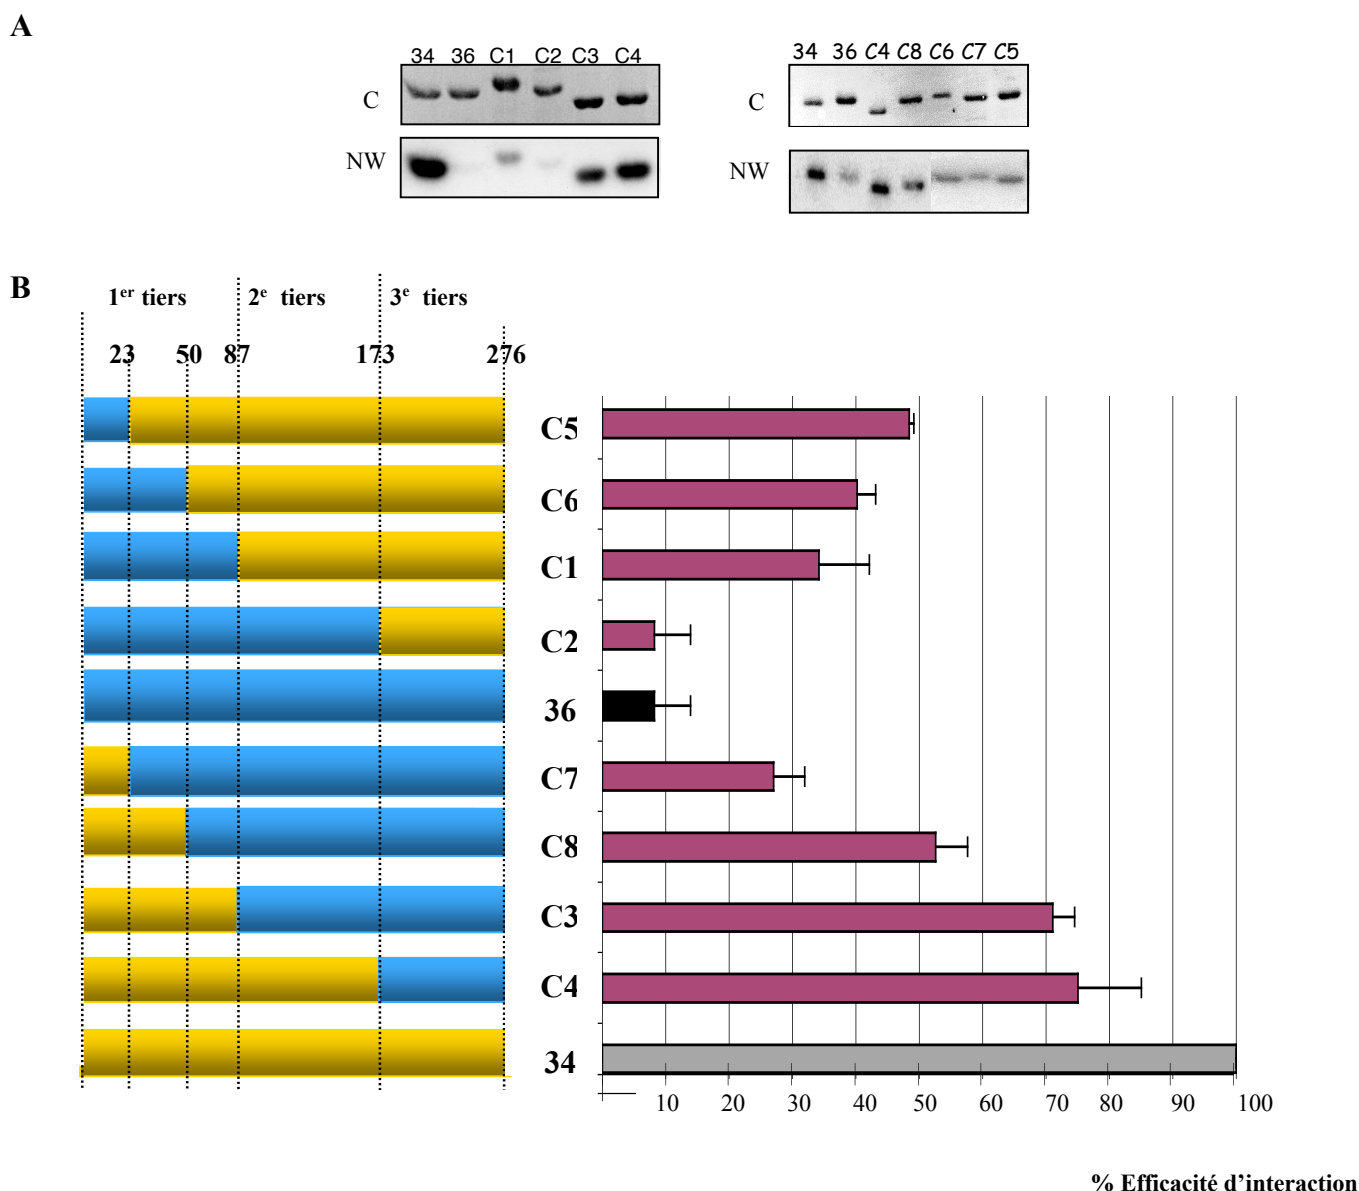 A
34 36 C1 C2 C3 C4
C
NW
34 36 C4 C8 C6 C7 C5
C
NW
B
1er tiers 2e tiers 3e tiers
23 50 87 173 276
C5
C6
C1
C2
36
C7
C8
C3
C4
34
10 20 30 40 50 60 70 80 90 100
% Efficacité d’interaction